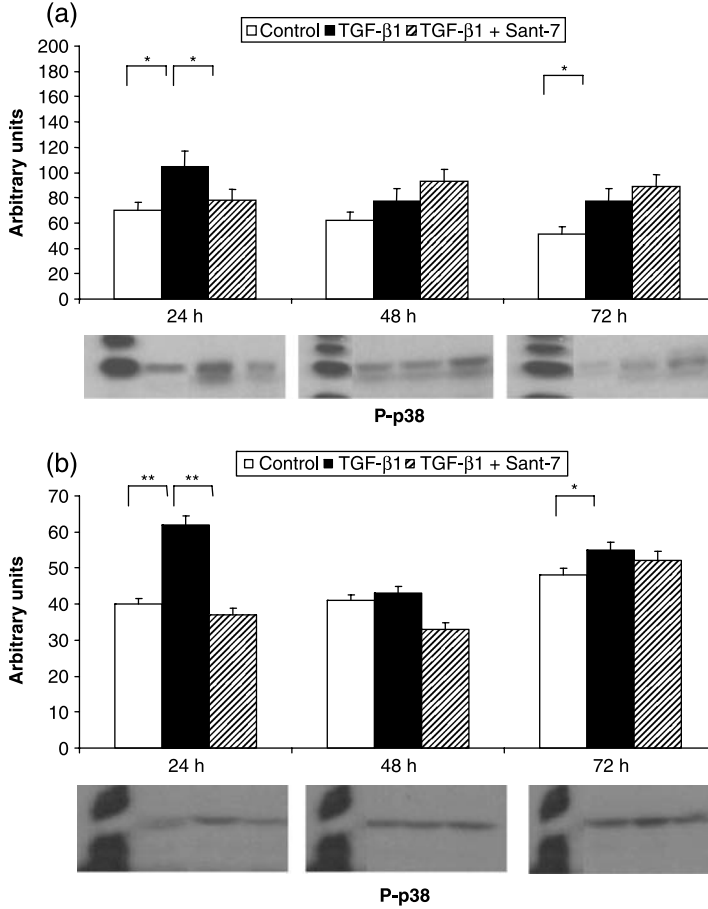 (a)
Control TGF-β1 TGF-β1 + Sant-7
Arbitrary units
200
180
160
140
120
100
80
60
40
20
0
* * *
24 h 48 h 72 h
P-p38
(b)
Control TGF-β1 TGF-β1 + Sant-7
Arbitrary units
70
60
50
40
30
20
10
0
** ** *
24 h 48 h 72 h
P-p38